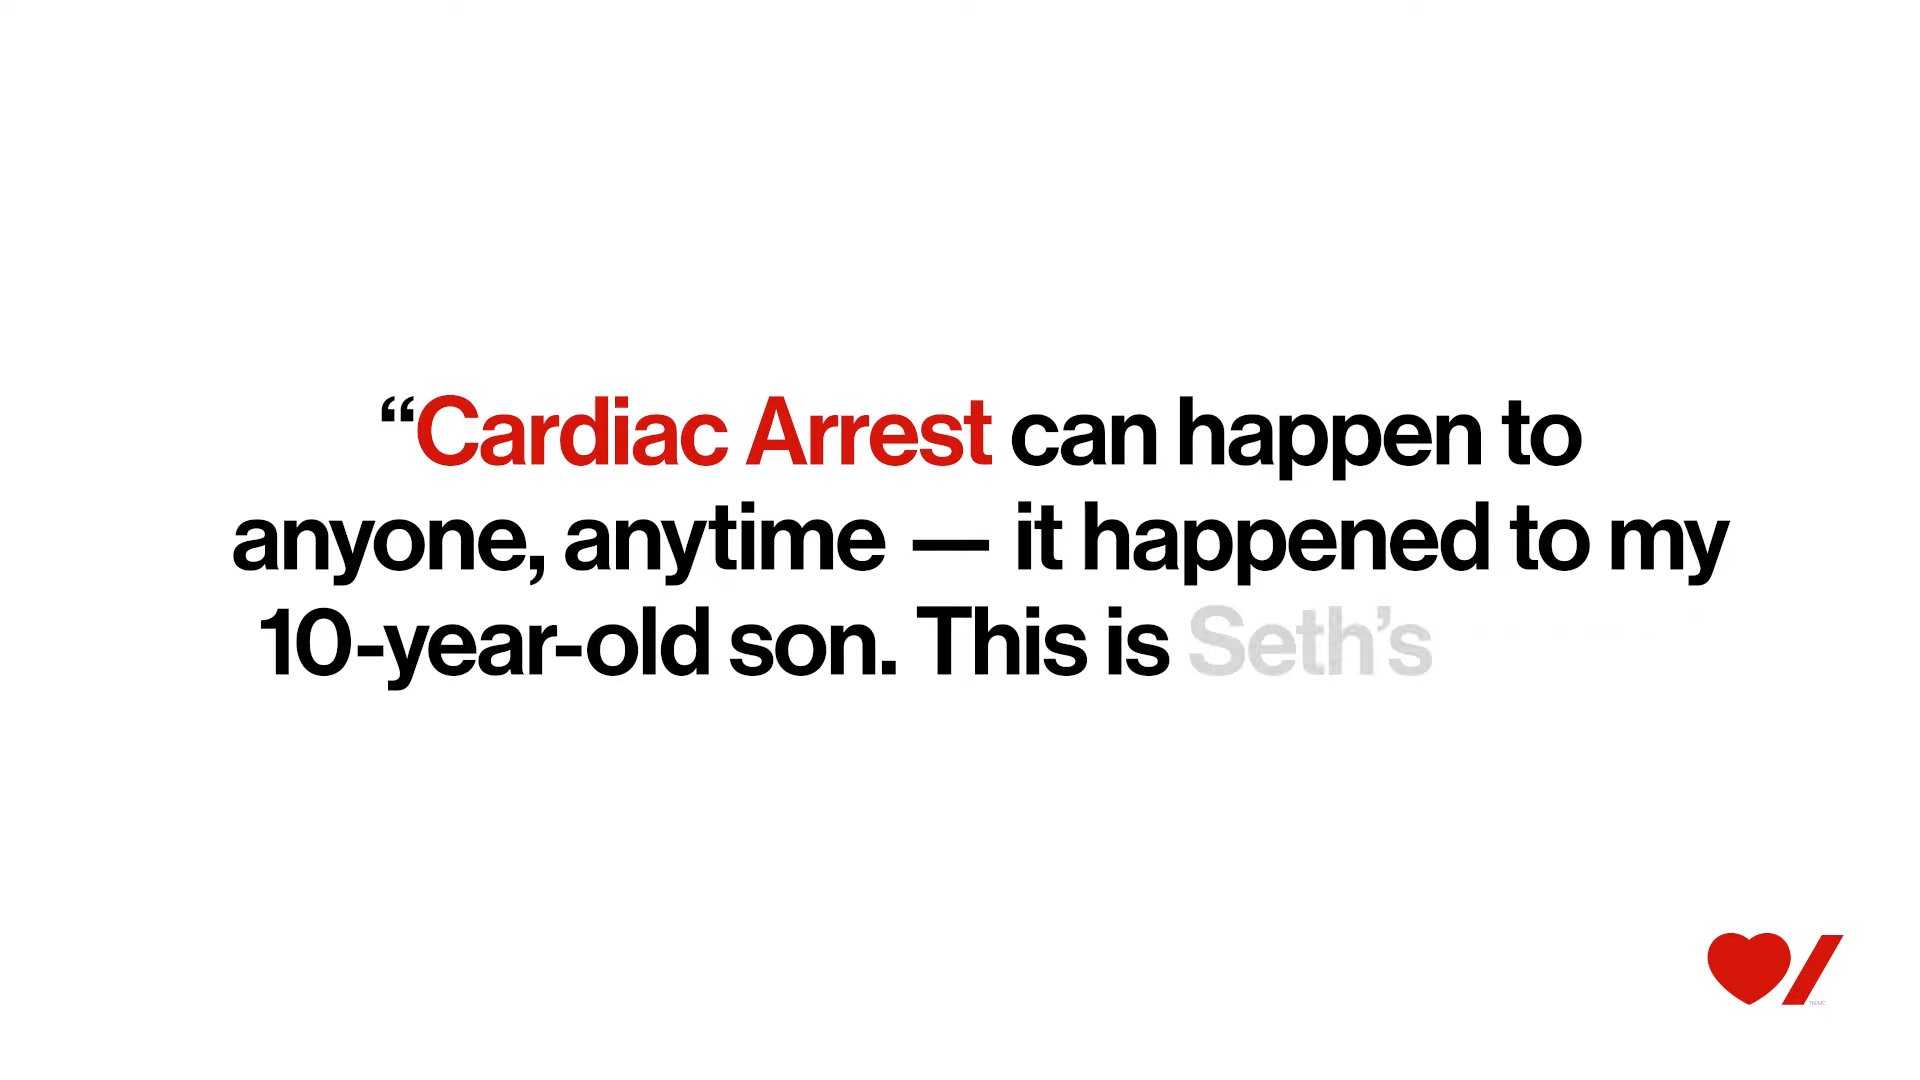 “Cardiac Arrest can happen to
anyone, anytime — it happened to my
10-year-old son. This is Seth’s